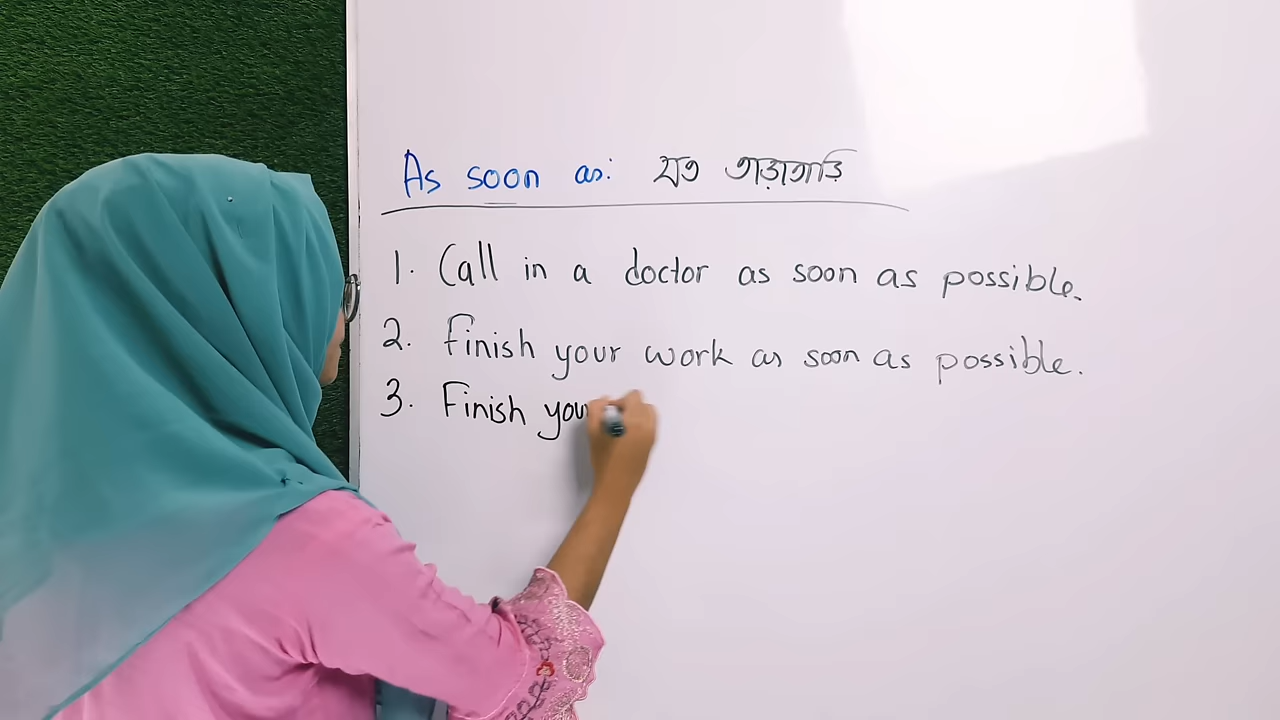 As soon as: যত তাড়াতাড়ি
1. Call in a doctor as soon as possible.
2. Finish your work as soon as possible.
3. Finish you